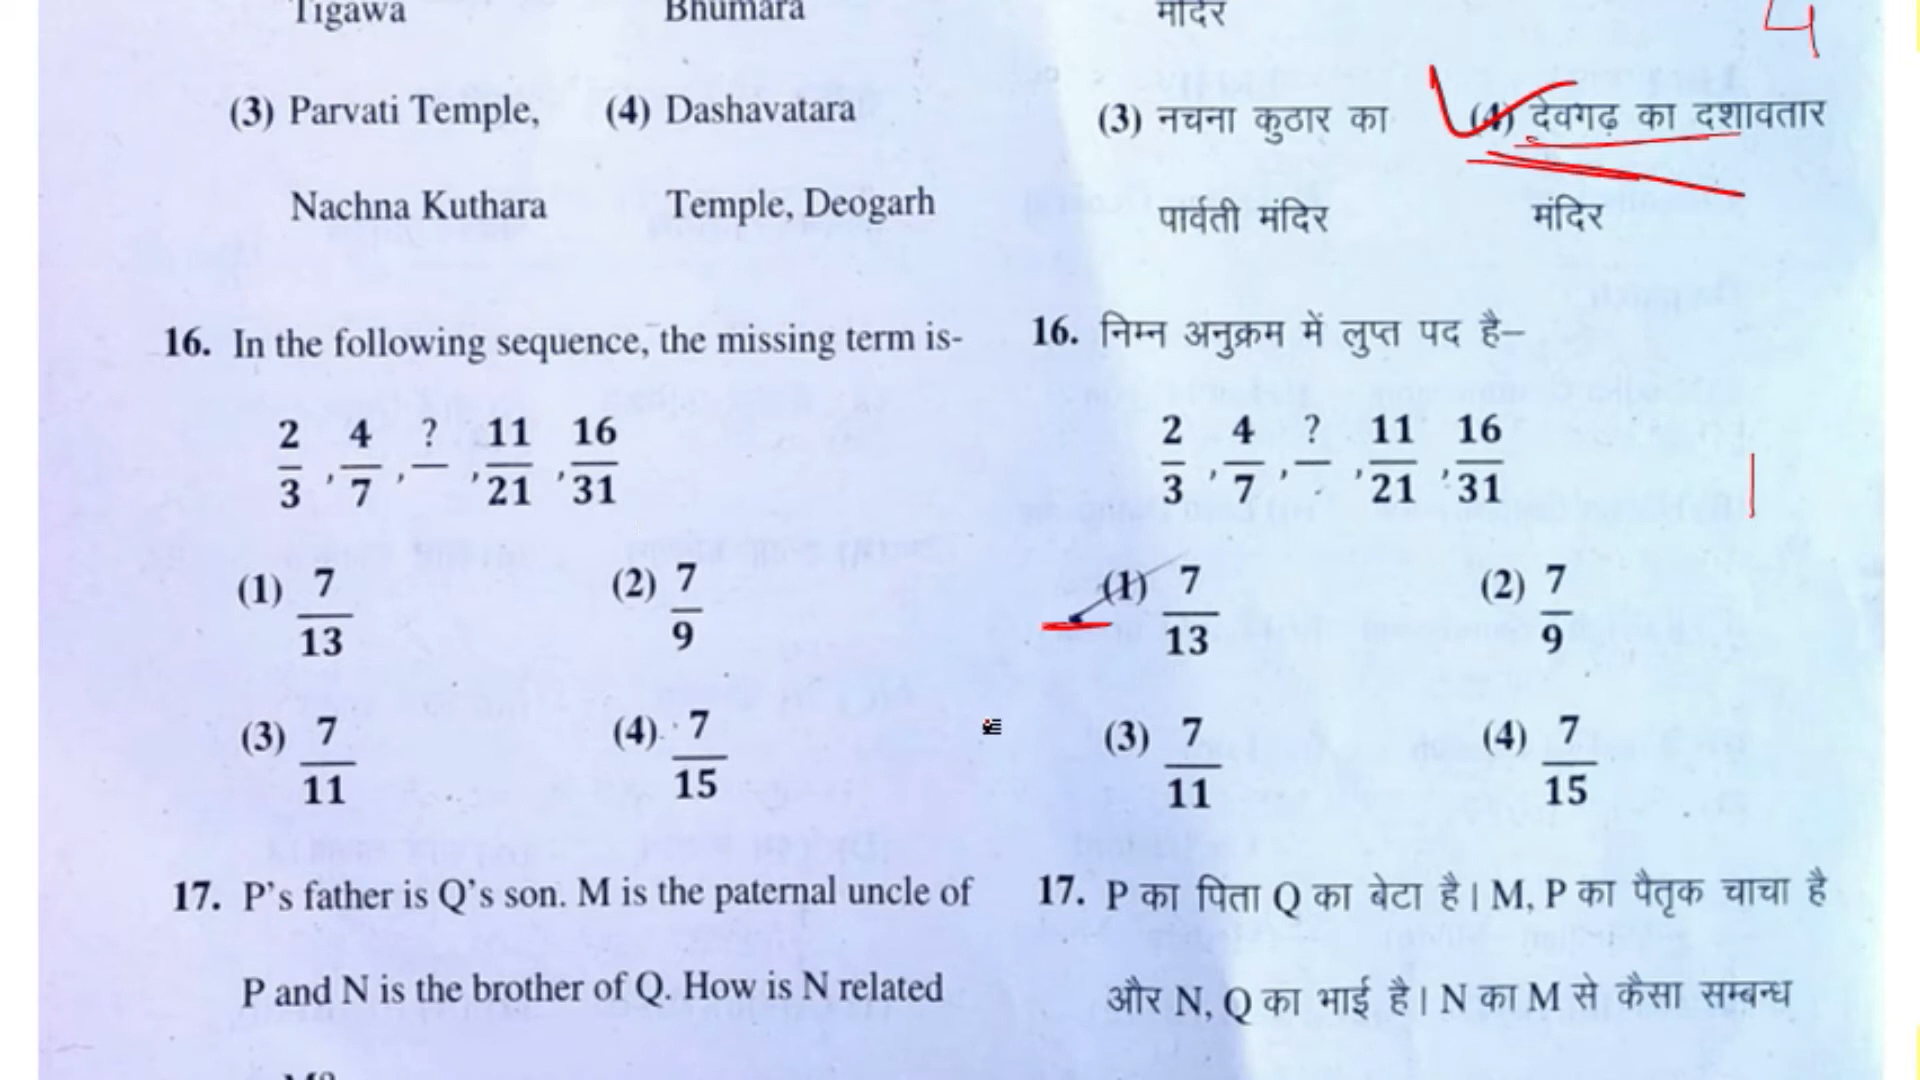 Tigawa
Bhumara
(3) Parvati Temple,
Nachna Kuthara
(4) Dashavatara
Temple, Deogarh
16. In the following sequence, the missing term is-
2/3 , 4/7 , ?/ , 11/21 , 16/31
(1) 7/13
(2) 7/9
(3) 7/11
(4) 7/15
17. P's father is Q's son. M is the paternal uncle of
P and N is the brother of Q. How is N related
मंदिर
4
(3) नचना कुठार का
पार्वती मंदिर
(4) देवगढ़ का दशावतार
मंदिर
16. निम्न अनुक्रम में लुप्त पद है–
2/3 , 4/7 , ?/ , 11/21 , 16/31
(1) 7/13
(2) 7/9
(3) 7/11
(4) 7/15
17. P का पिता Q का बेटा है। M, P का पैतृक चाचा है
और N, Q का भाई है। N का M से कैसा सम्बन्ध